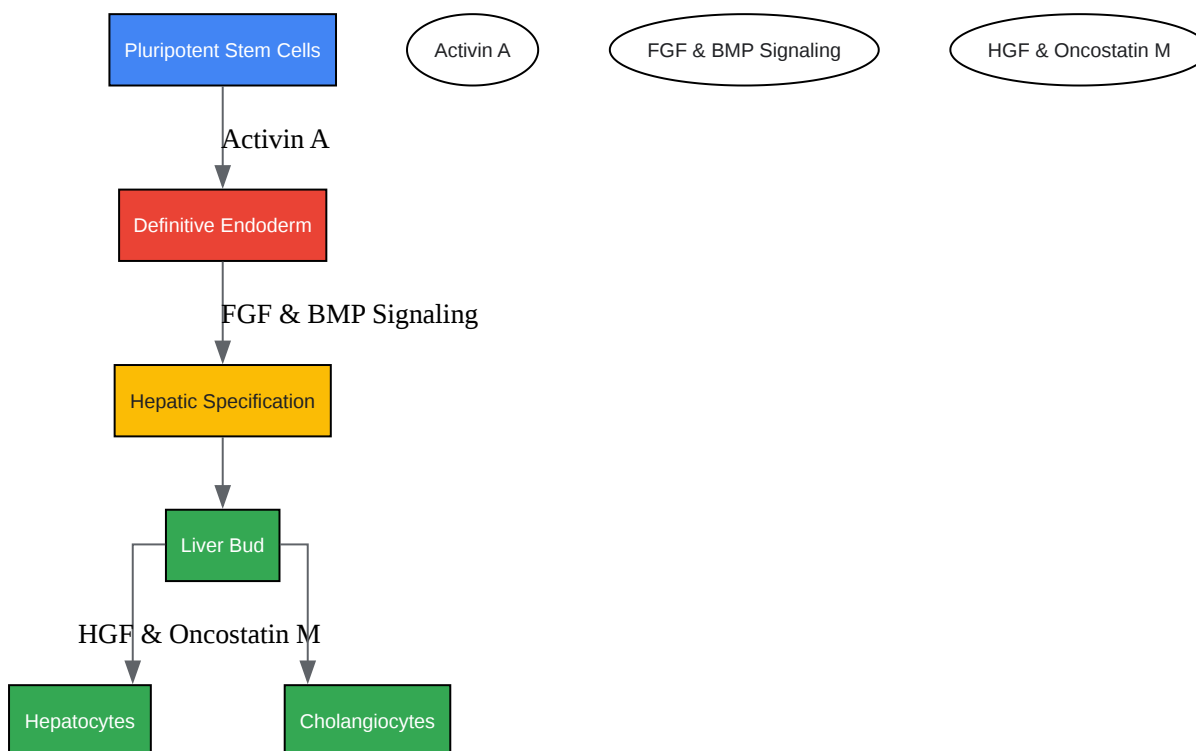 Pluripotent Stem Cells
Activin A
FGF & BMP Signaling
HGF & Oncostatin M
Activin A
Definitive Endoderm
FGF & BMP Signaling
Hepatic Specification
Liver Bud
HGF & Oncostatin M
Hepatocytes
Cholangiocytes